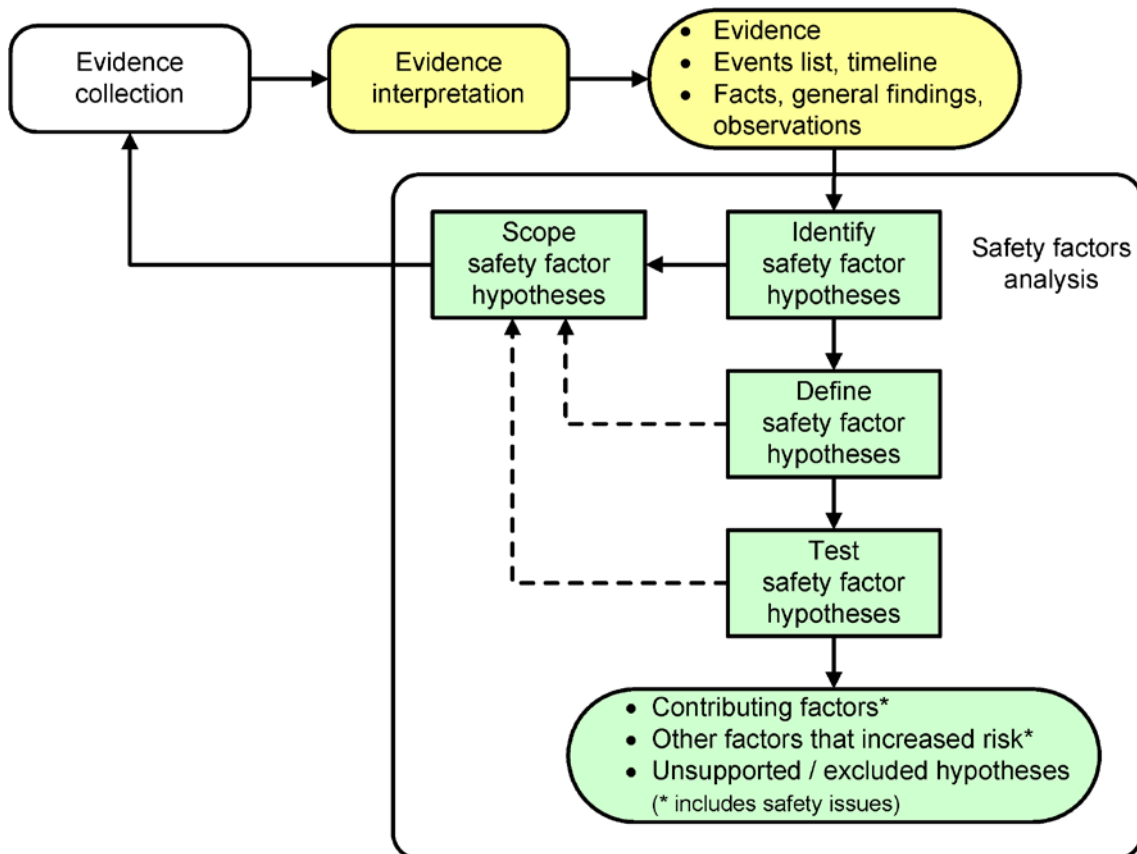 Evidence
collection
Evidence
interpretation
• Evidence
• Events list, timeline
• Facts, general findings,
observations
Scope
safety factor
hypotheses
Identify
safety factor
hypotheses
Safety factors
analysis
Define
safety factor
hypotheses
Test
safety factor
hypotheses
• Contributing factors*
• Other factors that increased risk*
• Unsupported / excluded hypotheses
(* includes safety issues)